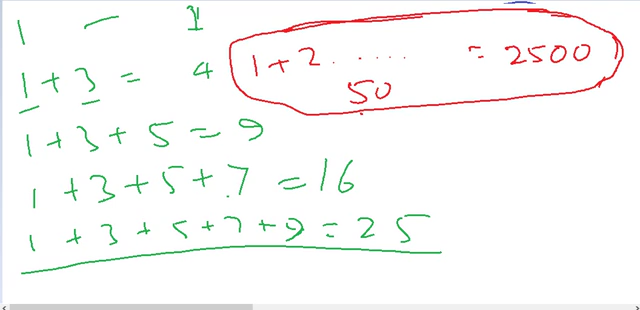 1 – 1
1 + 3 = 4
1 + 3 + 5 = 9
1 + 3 + 5 + 7 = 16
1 + 3 + 5 + 7 + 9 = 25
1 + 2 ...... = 2500
50